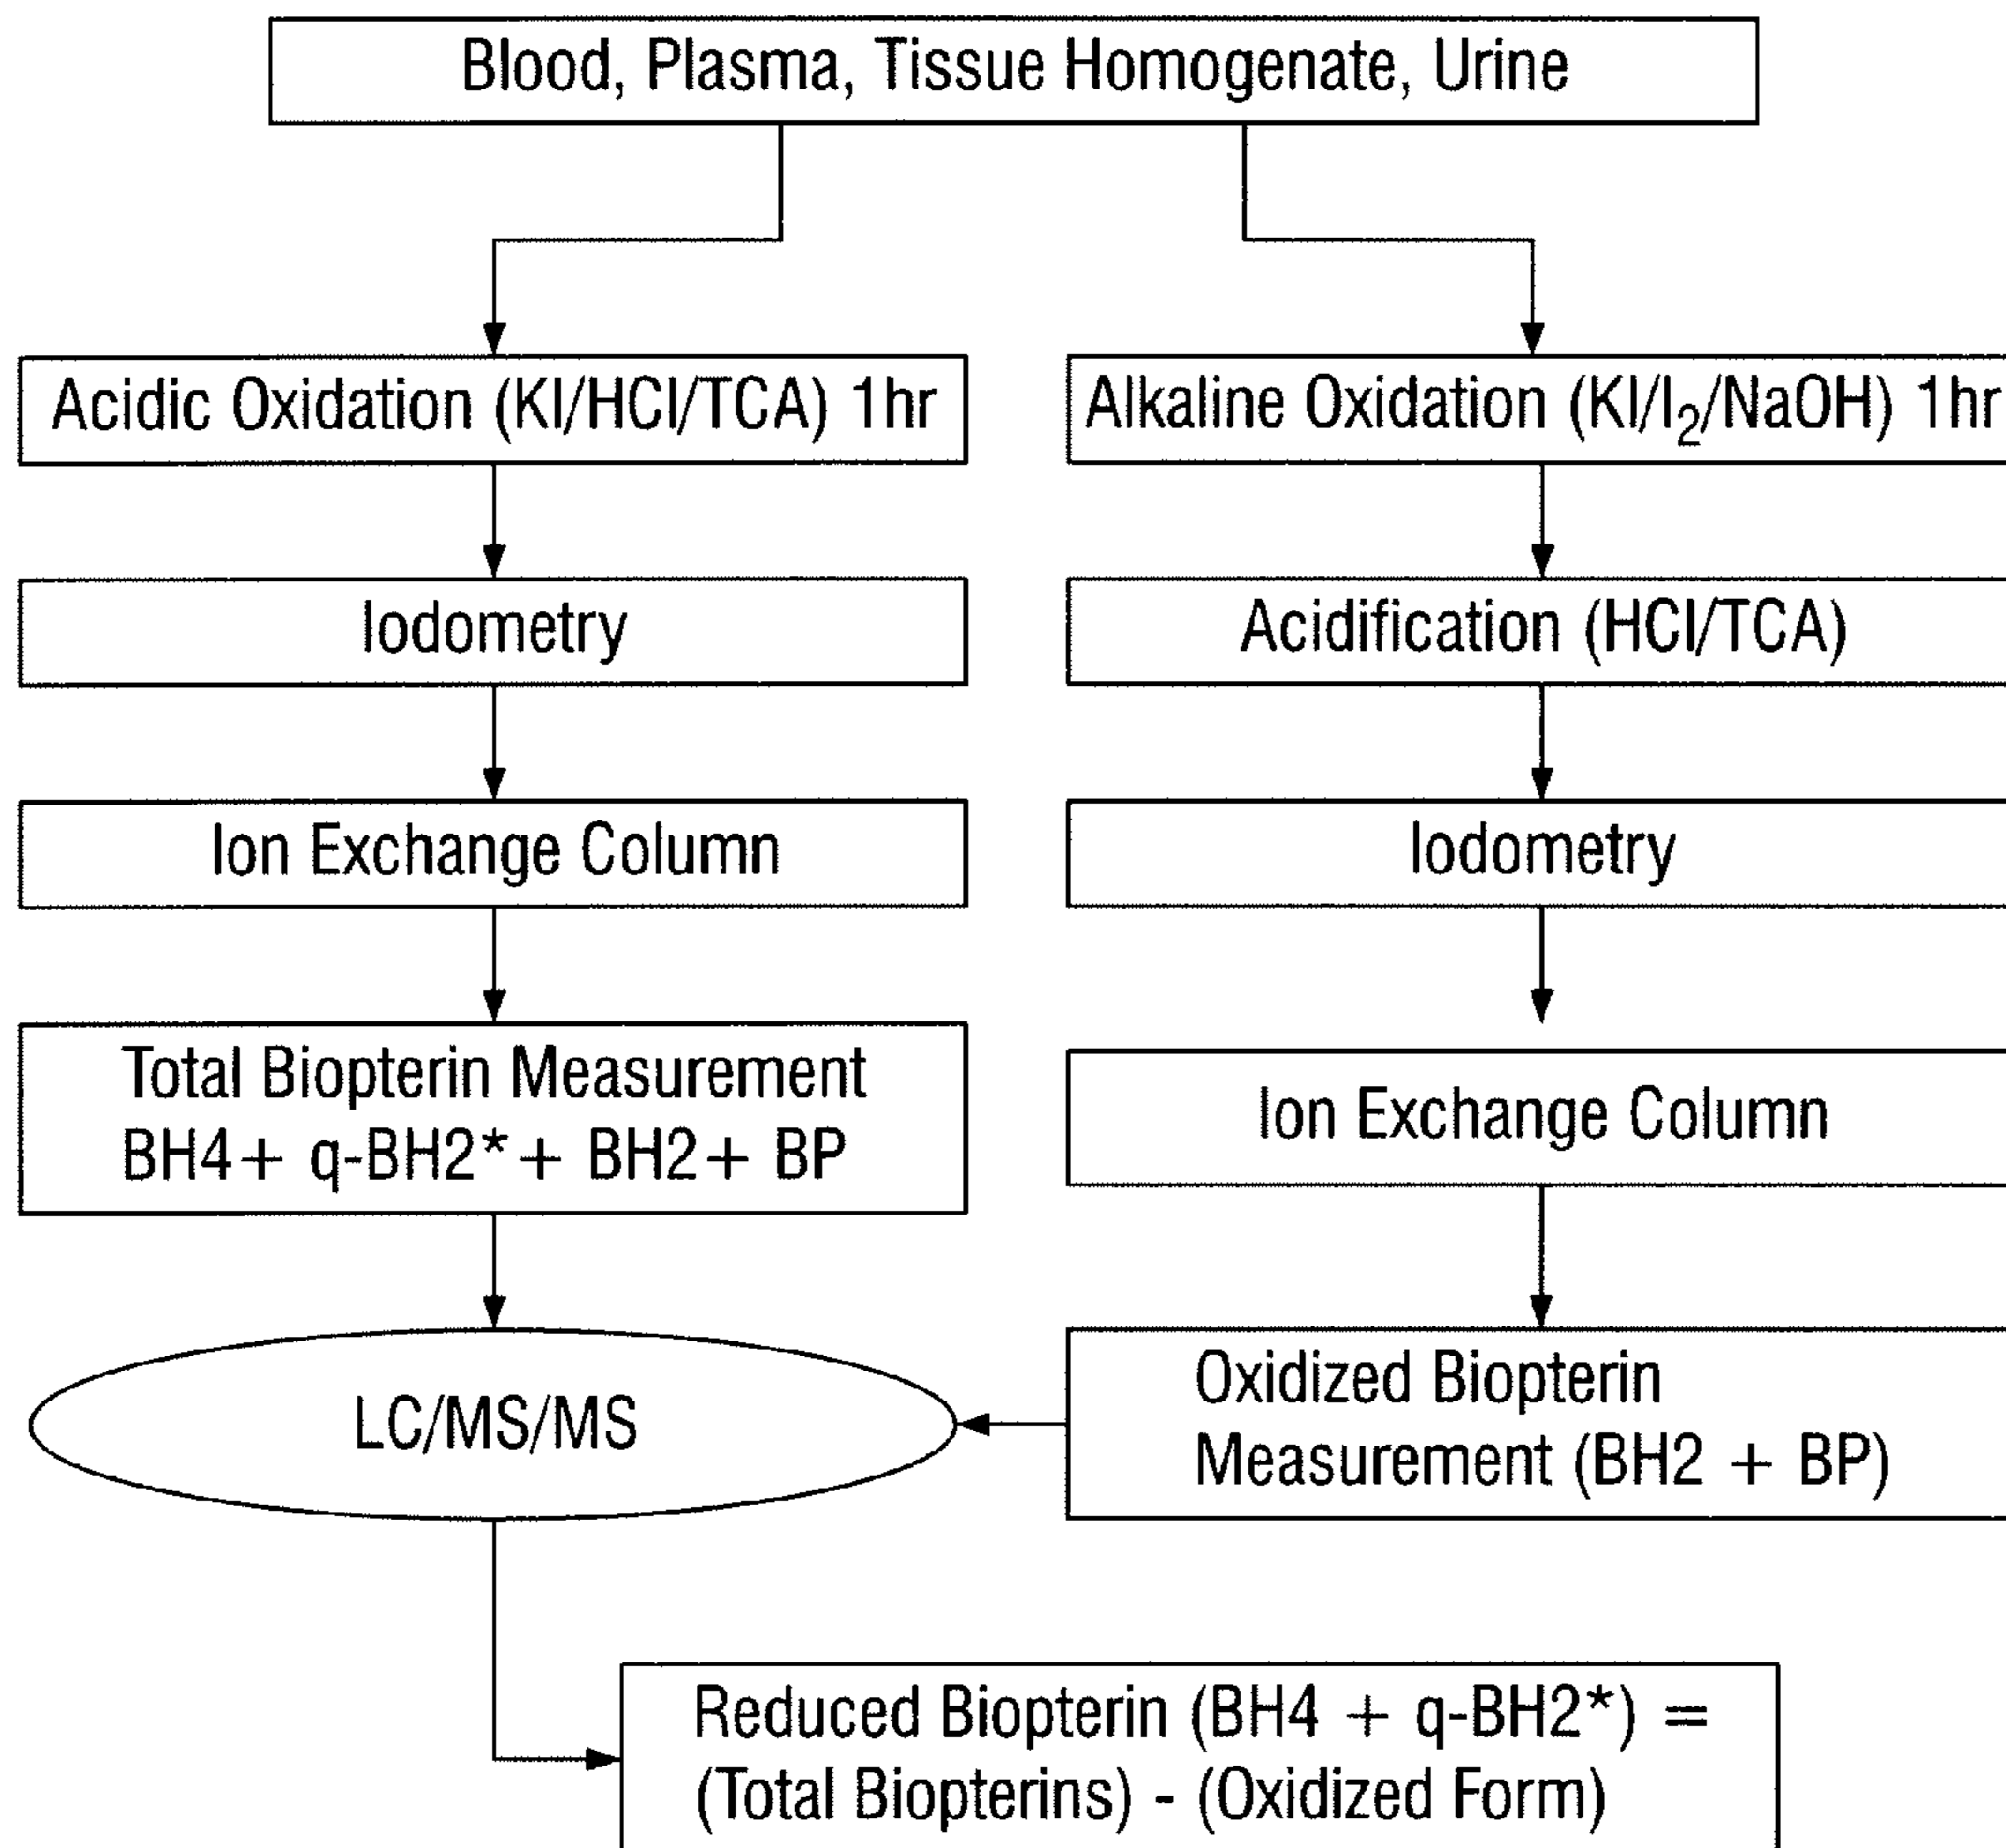 Blood, Plasma, Tissue Homogenate, Urine
Acidic Oxidation (KI/HCl/TCA) 1hr
Alkaline Oxidation (KI/I₂/NaOH) 1hr
Iodometry
Acidification (HCl/TCA)
Ion Exchange Column
Iodometry
Total Biopterin Measurement
BH4+ q-BH2*+ BH2+ BP
Ion Exchange Column
LC/MS/MS
Oxidized Biopterin
Measurement (BH2 + BP)
Reduced Biopterin (BH4 + q-BH2*) =
(Total Biopterins) - (Oxidized Form)